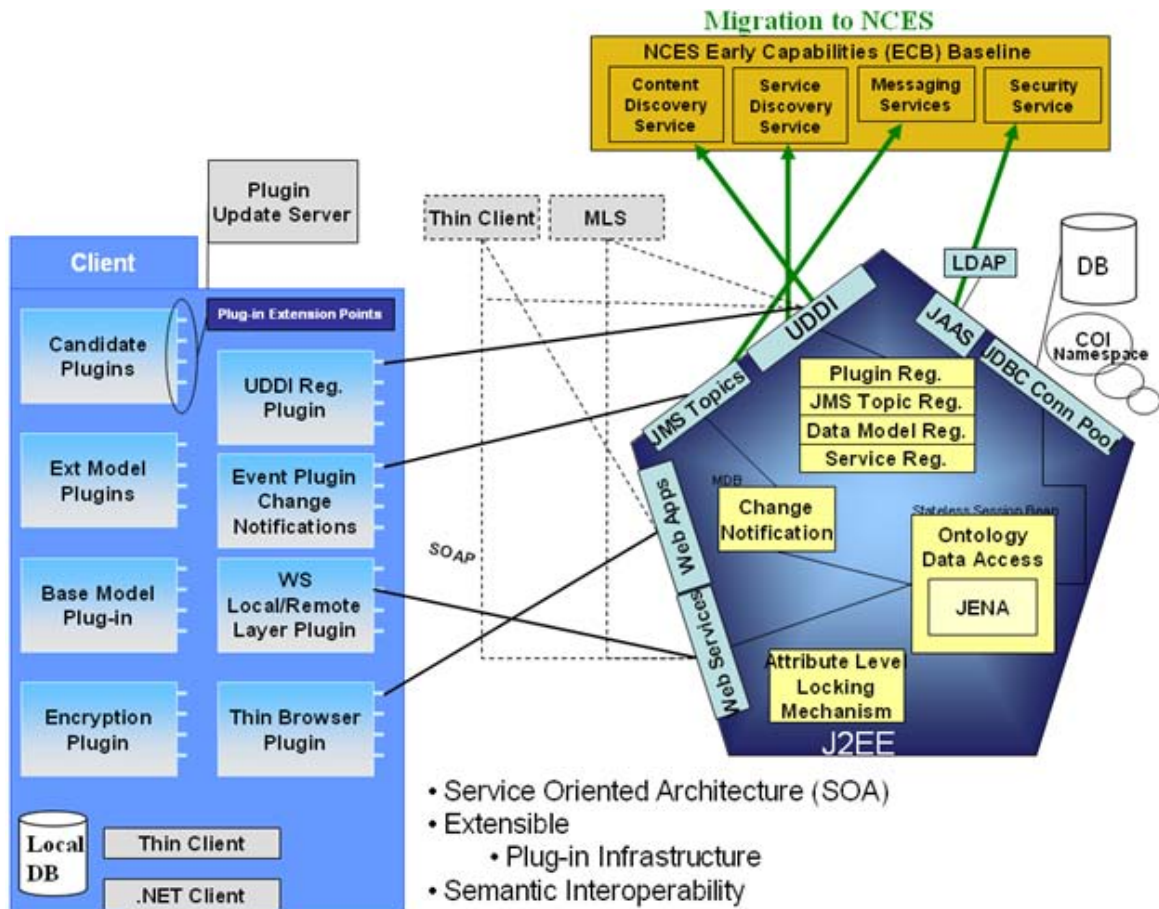 Migration to NCES
NCES Early Capabilities (ECB) Baseline
Content
Discovery
Service
Service
Discovery
Service
Messaging
Services
Security
Service
Plugin
Update Server
Thin Client
MLS
Client
Plug-in Extension Points
Candidate
Plugins
UDDI Reg.
Plugin
Ext Model
Plugins
Event Plugin
Change
Notifications
Base Model
Plug-in
WS
Local/Remote
Layer Plugin
Encryption
Plugin
Thin Browser
Plugin
Local
DB
Thin Client
.NET Client
SOAP
LDAP
DB
COI
Namespace
UDDI
JAAS
JDBC Conn Pool
JMS Topics
Web Apps
Web Services
Plugin Reg.
JMS Topic Reg.
Data Model Reg.
Service Reg.
MDB
Change
Notification
Stateless Session Bean
Ontology
Data Access
JENA
Attribute Level
Locking
Mechanism
J2EE
• Service Oriented Architecture (SOA)
• Extensible
• Plug-in Infrastructure
• Semantic Interoperability